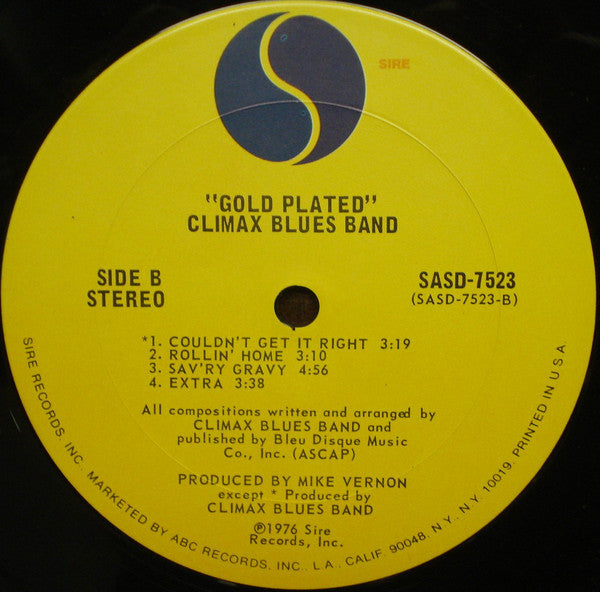 SIRE
"GOLD PLATED"
CLIMAX BLUES BAND
SIDE B
STEREO
SASD-7523
(SASD-7523-B)
*1. COULDN'T GET IT RIGHT 3:19
2. ROLLIN' HOME 3:10
3. SAV'RY GRAVY 4:56
4. EXTRA 3:38
All compositions written and arranged by
CLIMAX BLUES BAND and
published by Bleu Disque Music
Co., Inc. (ASCAP)
PRODUCED BY MIKE VERNON
except * Produced by
CLIMAX BLUES BAND
℗1976 Sire
Records, Inc.
SIRE RECORDS, INC. MARKETED BY ABC RECORDS, INC., L.A., CALIF. 90048, N.Y., N.Y. 10019. PRINTED IN U.S.A.